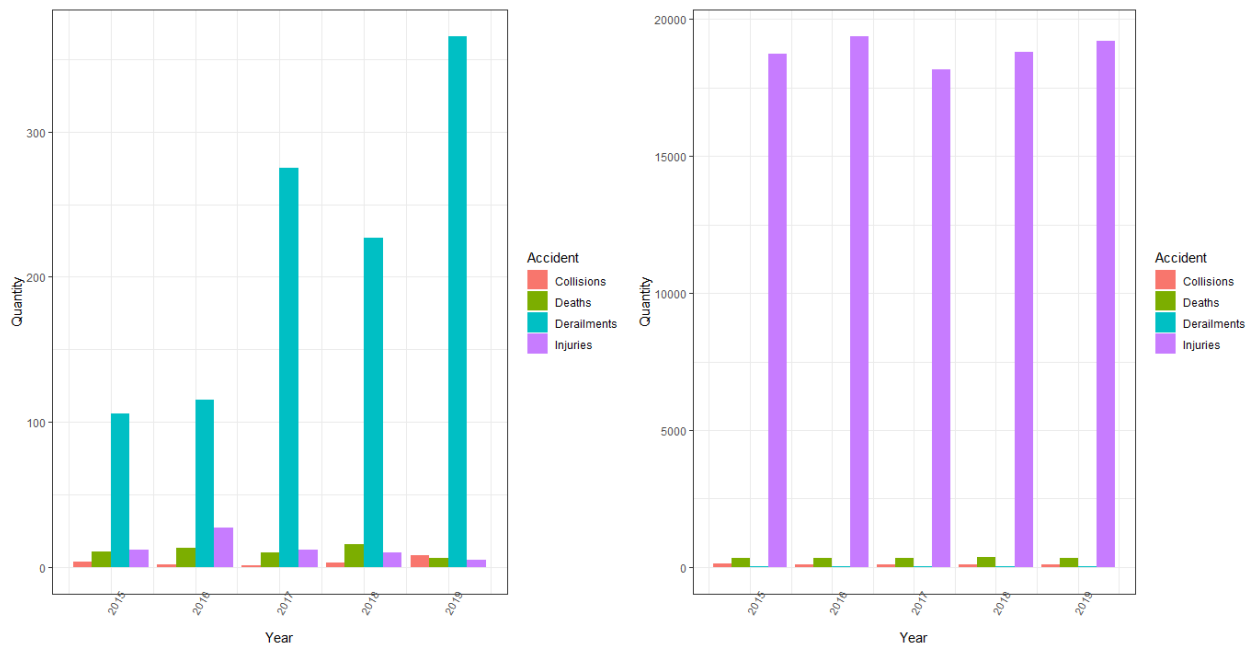 300
200
100
0
Quantity
2015
2016
2017
2018
2019
Year
Accident
Collisions
Deaths
Derailments
Injuries
20000
15000
10000
5000
0
Quantity
2015
2016
2017
2018
2019
Year
Accident
Collisions
Deaths
Derailments
Injuries